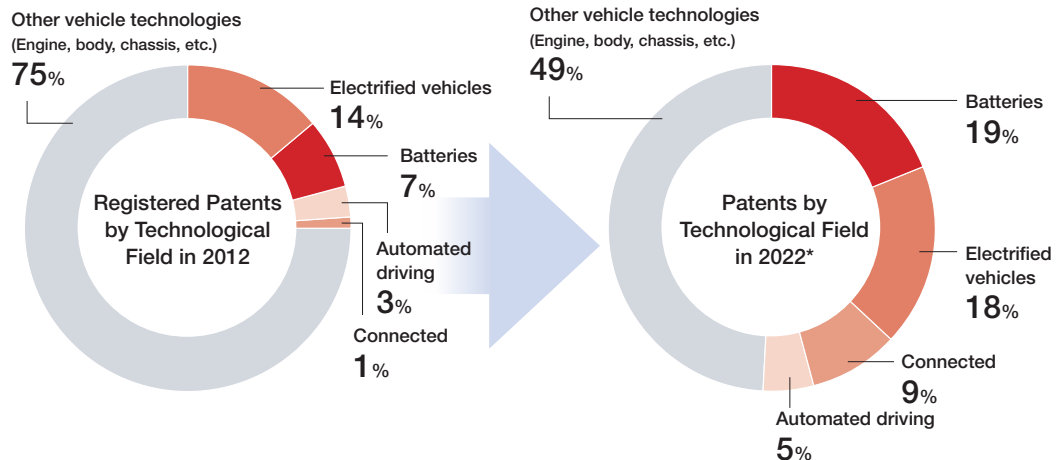 Other vehicle technologies
(Engine, body, chassis, etc.)
75%
Electrified vehicles
14%
Batteries
7%
Automated
driving
3%
Connected
1%
Registered Patents
by Technological
Field in 2012
Other vehicle technologies
(Engine, body, chassis, etc.)
49%
Batteries
19%
Electrified
vehicles
18%
Connected
9%
Automated driving
5%
Patents by
Technological Field
in 2022*